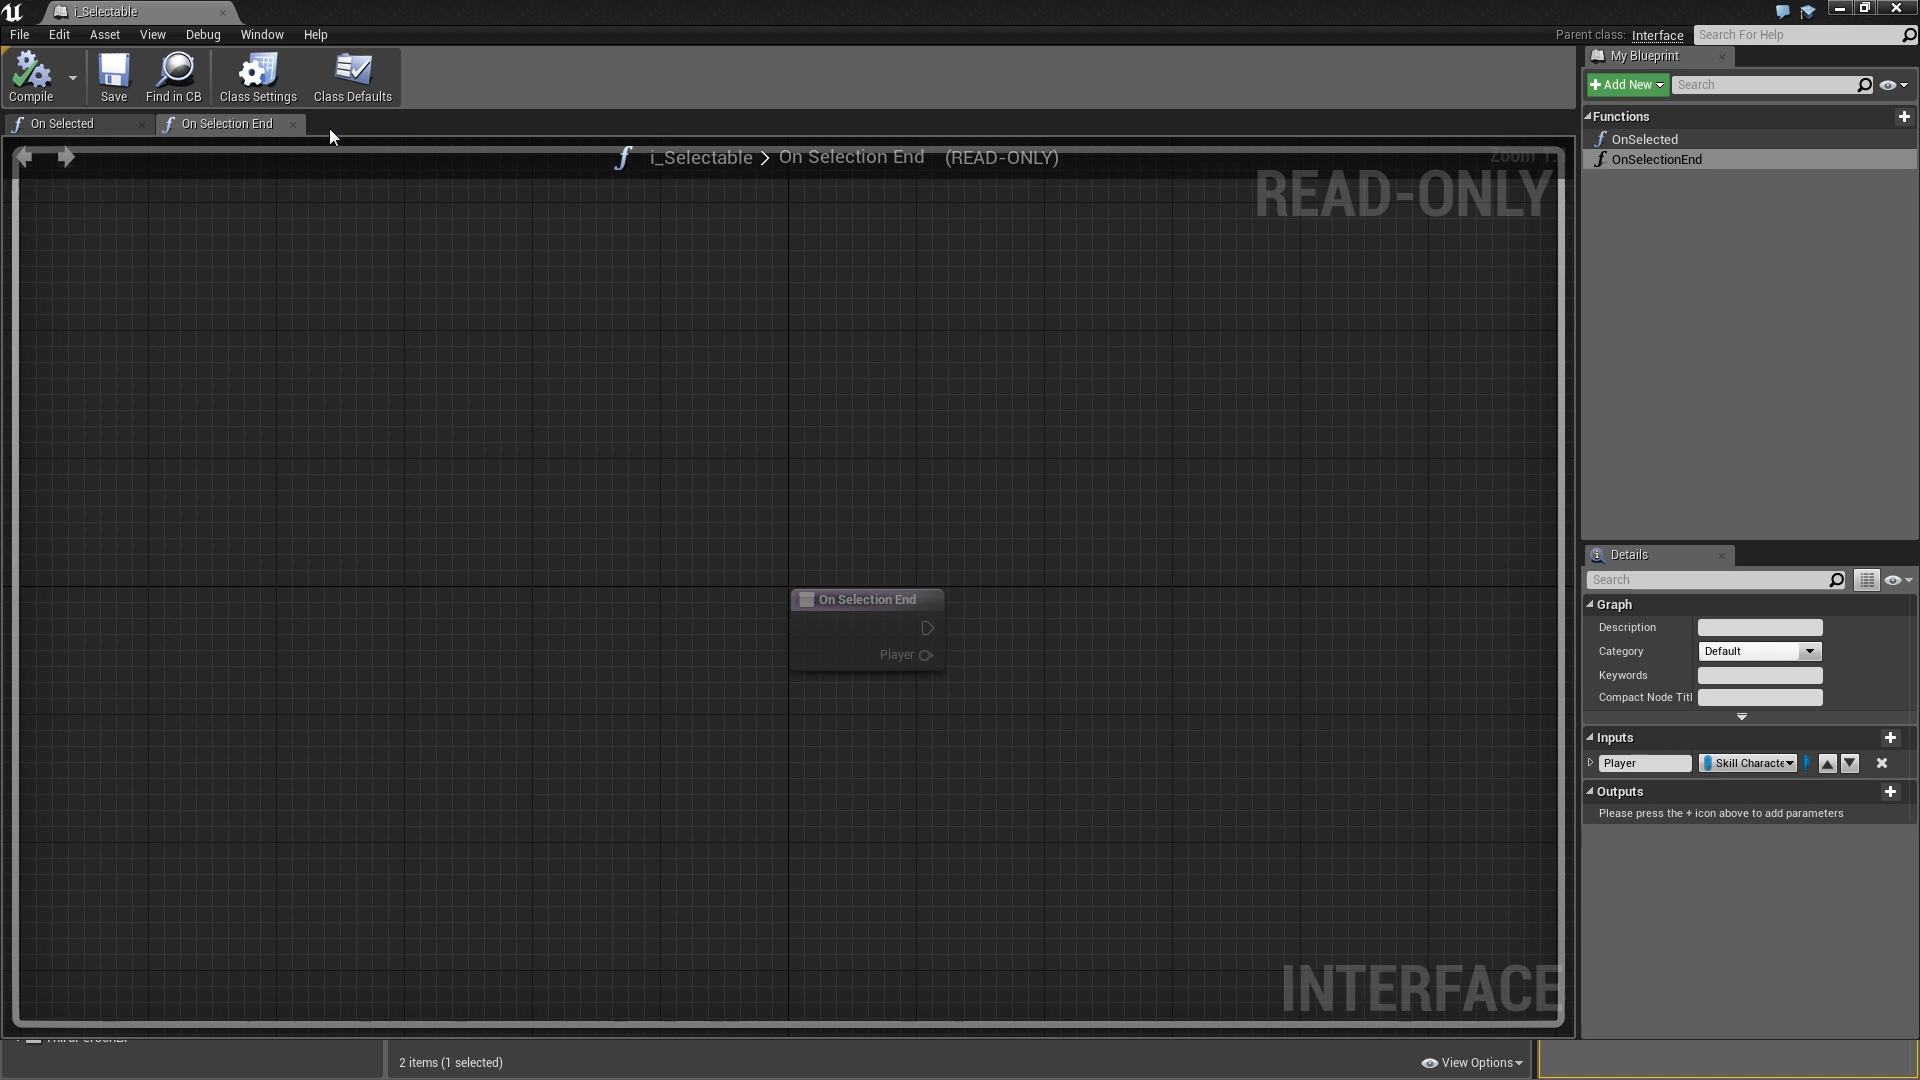 i_Selectable
File Edit Asset View Debug Window Help
Parent class: Interface
Search For Help
Compile
Save
Find in CB
Class Settings
Class Defaults
On Selected
On Selection End
i_Selectable > On Selection End (READ-ONLY)
READ-ONLY
On Selection End
Player
INTERFACE
My Blueprint
+ Add New
Search
Functions
OnSelected
OnSelectionEnd
Details
Search
Graph
Description
Category Default
Keywords
Compact Node Titl
Inputs
Player Skill Characte
Outputs
Please press the + icon above to add parameters
2 items (1 selected)
View Options